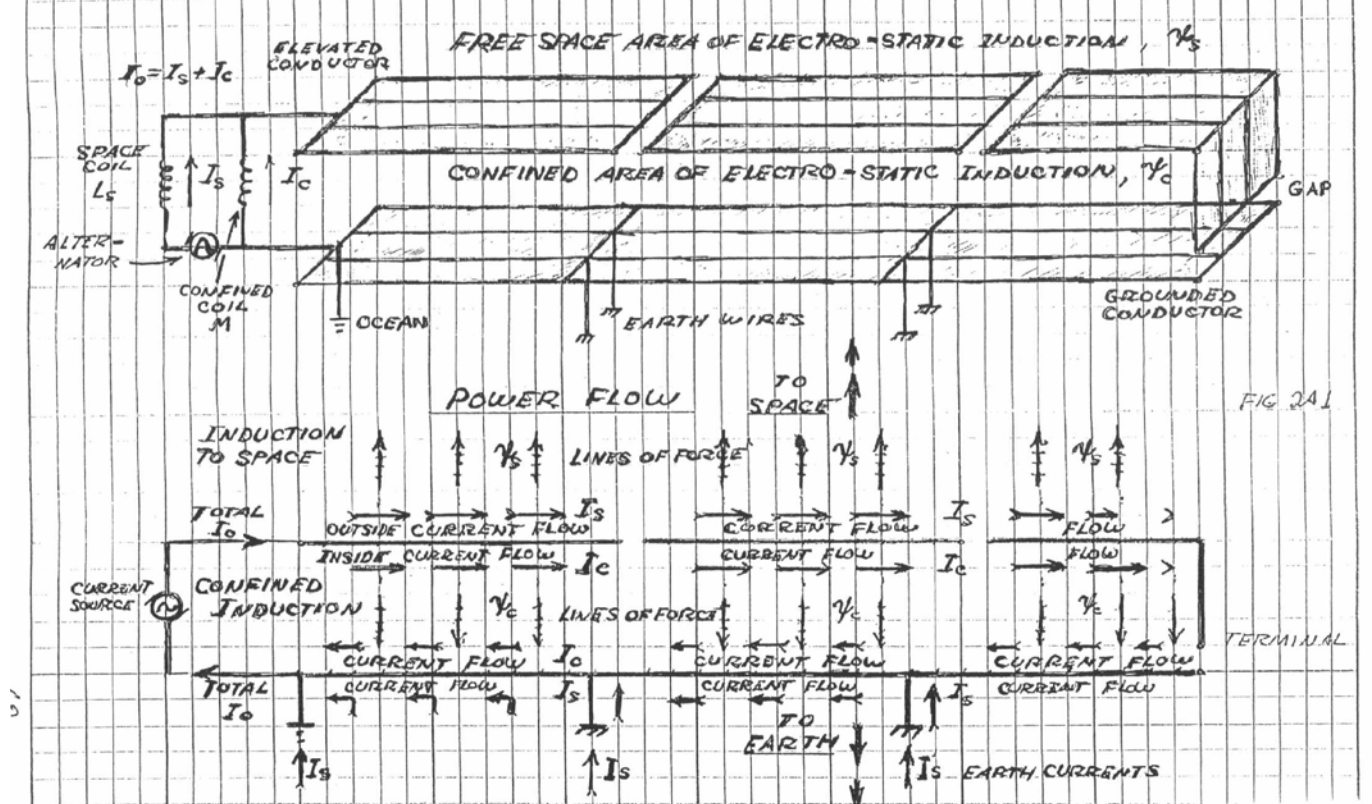 FREE SPACE AREA OF ELECTRO-STATIC INDUCTION, ψs
ELEVATED
CONDUCTOR
I₀=Is+Ic
SPACE
COIL
Ls
Is
Ic
CONFINED AREA OF ELECTRO-STATIC INDUCTION, ψc
GAP
ALTER-
NATOR
A
CONFINED
COIL
M
OCEAN
EARTH WIRES
GROUNDED
CONDUCTOR
POWER FLOW
TO
SPACE
FIG 2A1
INDUCTION
TO SPACE
ψs
LINES OF FORCE
ψs
ψs
TOTAL
I₀
OUTSIDE CURRENT FLOW
Is
CURRENT FLOW
Is
FLOW
INSIDE CURRENT FLOW
Ic
CURRENT FLOW
Ic
FLOW
CURRENT
SOURCE
CONFINED
INDUCTION
ψc
LINES OF FORCE
ψc
ψc
TERMINAL
CURRENT FLOW
Ic
CURRENT FLOW
CURRENT FLOW
TOTAL
I₀
CURRENT FLOW
Is
CURRENT FLOW
Is
CURRENT FLOW
TO
EARTH
Is
Is
Is
EARTH CURRENTS